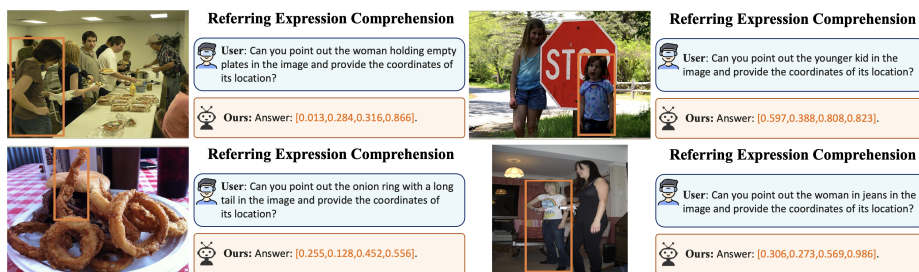 Referring Expression Comprehension
User: Can you point out the woman holding empty
plates in the image and provide the coordinates of
its location?
Ours: Answer: [0.013,0.284,0.316,0.866].
STOP
Referring Expression Comprehension
User: Can you point out the younger kid in the
image and provide the coordinates of its location?
Ours: Answer: [0.597,0.388,0.808,0.823].
Referring Expression Comprehension
User: Can you point out the onion ring with a long
tail in the image and provide the coordinates of
its location?
Ours: Answer: [0.255,0.128,0.452,0.556].
Referring Expression Comprehension
User: Can you point out the woman in jeans in the
image and provide the coordinates of its location?
Ours: Answer: [0.306,0.273,0.569,0.986].